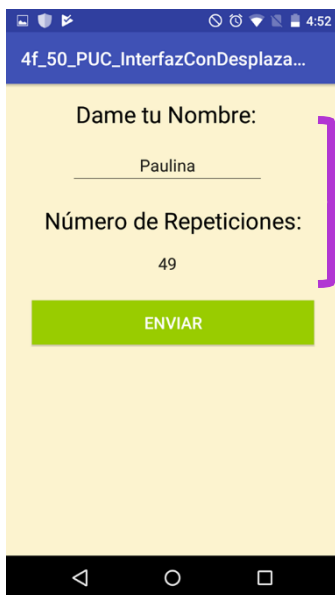 4:52
4f_50_PUC_InterfazConDesplaza...
Dame tu Nombre:
Paulina
Número de Repeticiones:
49
ENVIAR